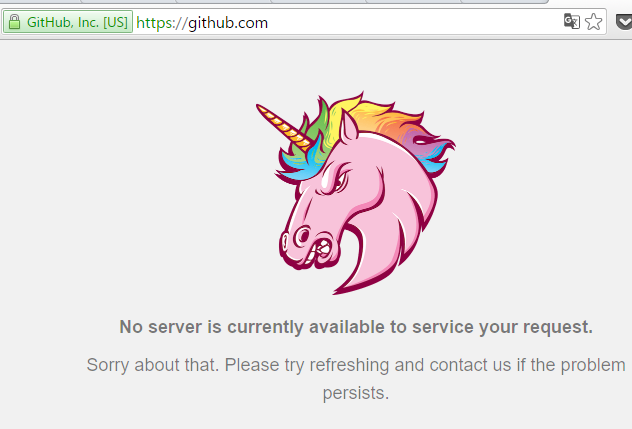 GitHub, Inc. [US] https://github.com
No server is currently available to service your request.
Sorry about that. Please try refreshing and contact us if the problem
persists.